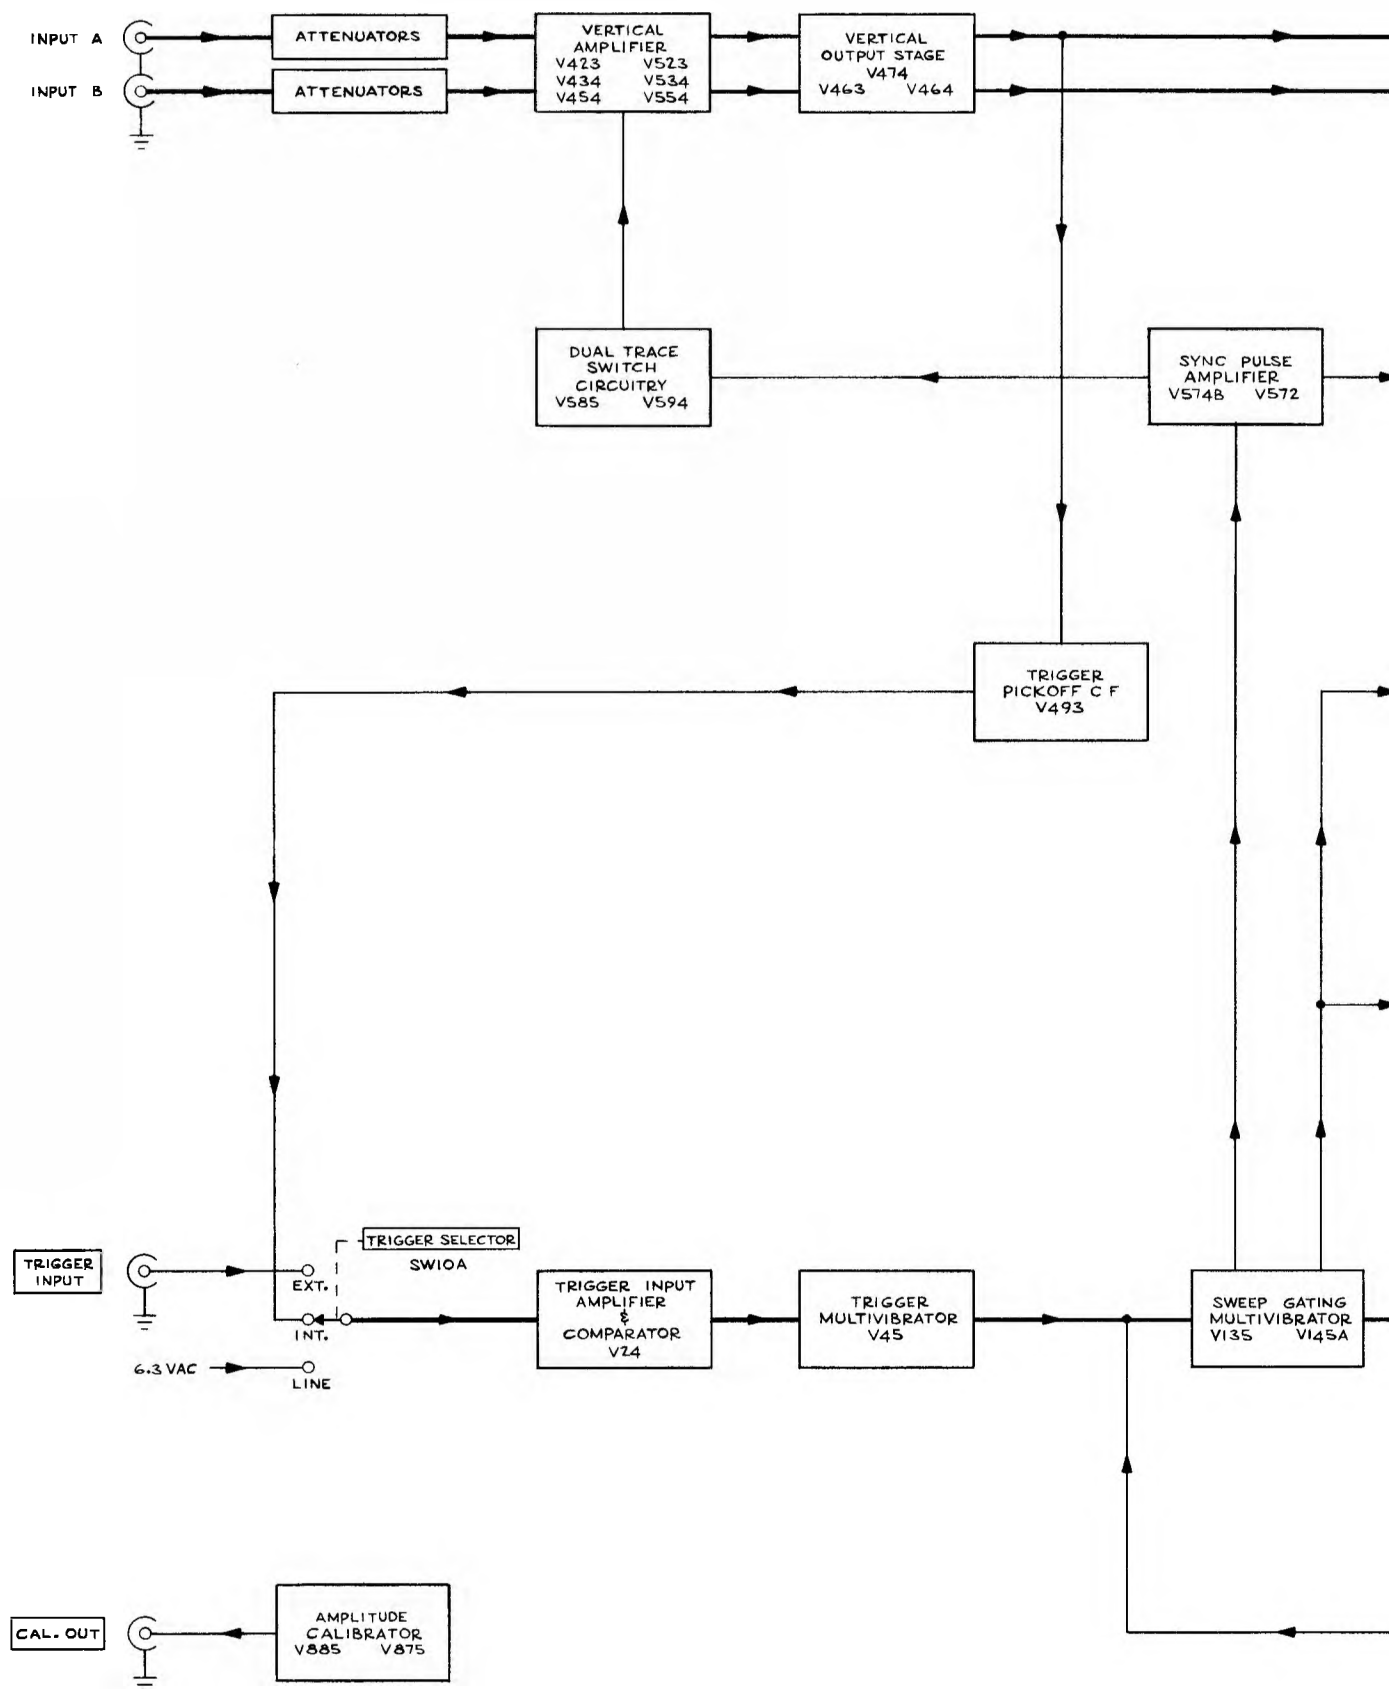 INPUT A
ATTENUATORS
VERTICAL
AMPLIFIER
V423 V523
V434 V534
V454 V554
VERTICAL
OUTPUT STAGE
V474
V463 V464
INPUT B
ATTENUATORS
DUAL TRACE
SWITCH
CIRCUITRY
V585 V594
SYNC PULSE
AMPLIFIER
V574B V572
TRIGGER
PICKOFF C F
V493
TRIGGER
INPUT
EXT.
INT.
6.3 VAC
LINE
TRIGGER SELECTOR
SW10A
TRIGGER INPUT
AMPLIFIER
&
COMPARATOR
V24
TRIGGER
MULTIVIBRATOR
V45
SWEEP GATING
MULTIVIBRATOR
V135 V145A
CAL. OUT
AMPLITUDE
CALIBRATOR
V885 V875